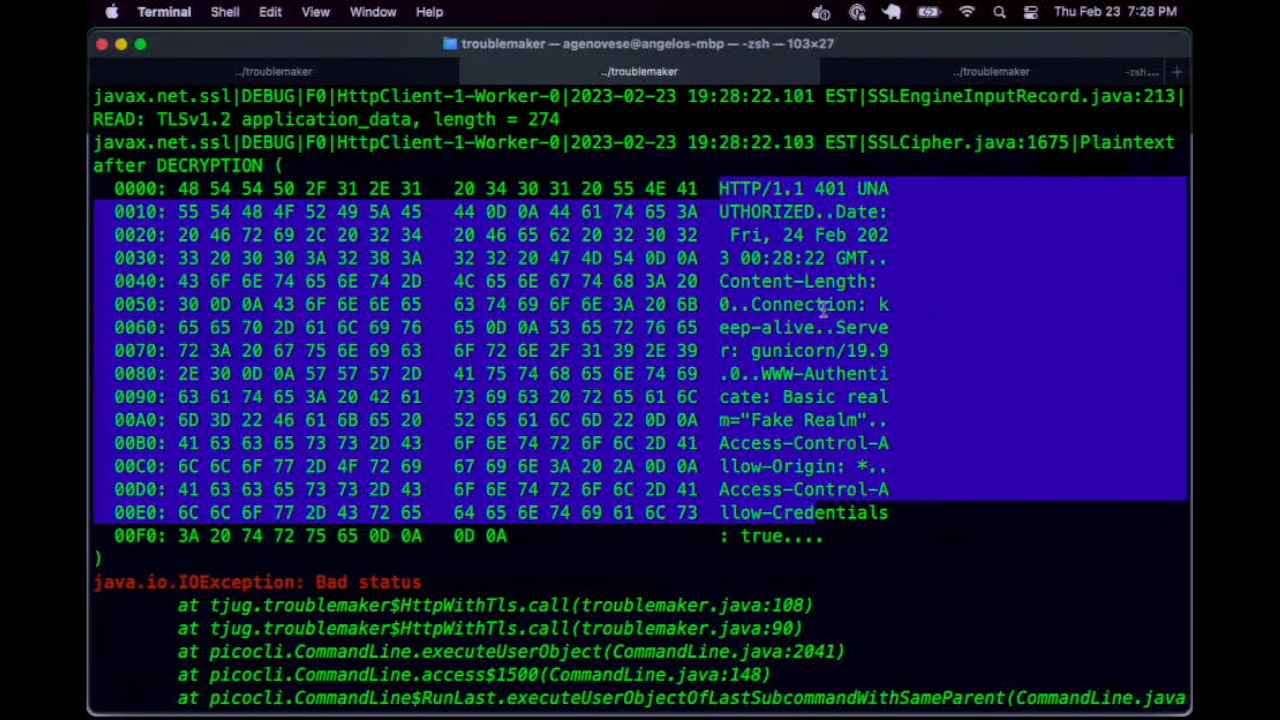 Terminal Shell Edit View Window Help Thu Feb 23 7:28 PM
troublemaker — agenovese@angelos-mbp — -zsh — 103×27
../troublemaker ../troublemaker ../troublemaker -zsh... +
javax.net.ssl|DEBUG|F0|HttpClient-1-Worker-0|2023-02-23 19:28:22.101 EST|SSLEngineInputRecord.java:213|
READ: TLSv1.2 application_data, length = 274
javax.net.ssl|DEBUG|F0|HttpClient-1-Worker-0|2023-02-23 19:28:22.103 EST|SSLCipher.java:1675|Plaintext
after DECRYPTION (
0000: 48 54 54 50 2F 31 2E 31 20 34 30 31 20 55 4E 41 HTTP/1.1 401 UNA
0010: 55 54 48 4F 52 49 5A 45 44 0D 0A 44 61 74 65 3A UTHORIZED..Date:
0020: 20 46 72 69 2C 20 32 34 20 46 65 62 20 32 30 32 Fri, 24 Feb 202
0030: 33 20 30 30 3A 32 38 3A 32 32 20 47 4D 54 0D 0A 3 00:28:22 GMT..
0040: 43 6F 6E 74 65 6E 74 2D 4C 65 6E 67 74 68 3A 20 Content-Length:
0050: 30 0D 0A 43 6F 6E 6E 65 63 74 69 6F 6E 3A 20 6B 0..Connection: k
0060: 65 65 70 2D 61 6C 69 76 65 0D 0A 53 65 72 76 65 eep-alive..Serve
0070: 72 3A 20 67 75 6E 69 63 6F 72 6E 2F 31 39 2E 39 r: gunicorn/19.9
0080: 2E 30 0D 0A 57 57 57 2D 41 75 74 68 65 6E 74 69 .0..WWW-Authenti
0090: 63 61 74 65 3A 20 42 61 73 69 63 20 72 65 61 6C cate: Basic real
00A0: 6D 3D 22 46 61 6B 65 20 52 65 61 6C 6D 22 0D 0A m="Fake Realm"..
00B0: 41 63 63 65 73 73 2D 43 6F 6E 74 72 6F 6C 2D 41 Access-Control-A
00C0: 6C 6C 6F 77 2D 4F 72 69 67 69 6E 3A 20 2A 0D 0A llow-Origin: *..
00D0: 41 63 63 65 73 73 2D 43 6F 6E 74 72 6F 6C 2D 41 Access-Control-A
00E0: 6C 6C 6F 77 2D 43 72 65 64 65 6E 74 69 61 6C 73 llow-Credentials
00F0: 3A 20 74 72 75 65 0D 0A 0D 0A : true....
)
java.io.IOException: Bad status
at tjug.troublemaker$HttpWithTls.call(troublemaker.java:108)
at tjug.troublemaker$HttpWithTls.call(troublemaker.java:90)
at picocli.CommandLine.executeUserObject(CommandLine.java:2041)
at picocli.CommandLine.access$1500(CommandLine.java:148)
at picocli.CommandLine$RunLast.executeUserObjectOfLastSubcommandWithSameParent(CommandLine.java